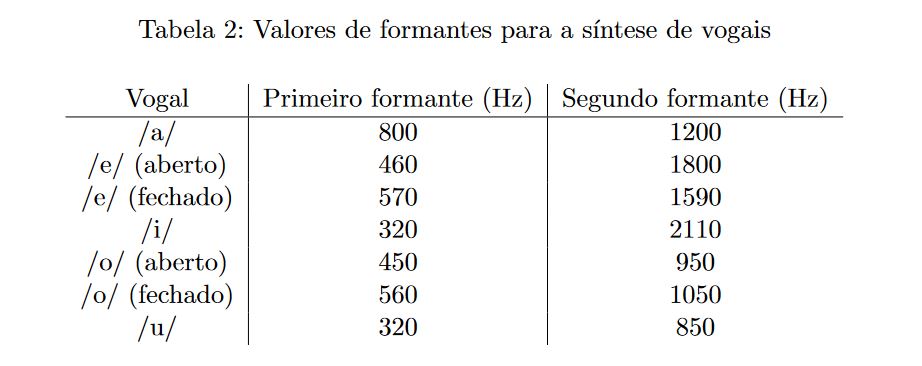 Tabela 2: Valores de formantes para a síntese de vogais
Vogal Primeiro formante (Hz) Segundo formante (Hz)
/a/ 800 1200
/e/ (aberto) 460 1800
/e/ (fechado) 570 1590
/i/ 320 2110
/o/ (aberto) 450 950
/o/ (fechado) 560 1050
/u/ 320 850